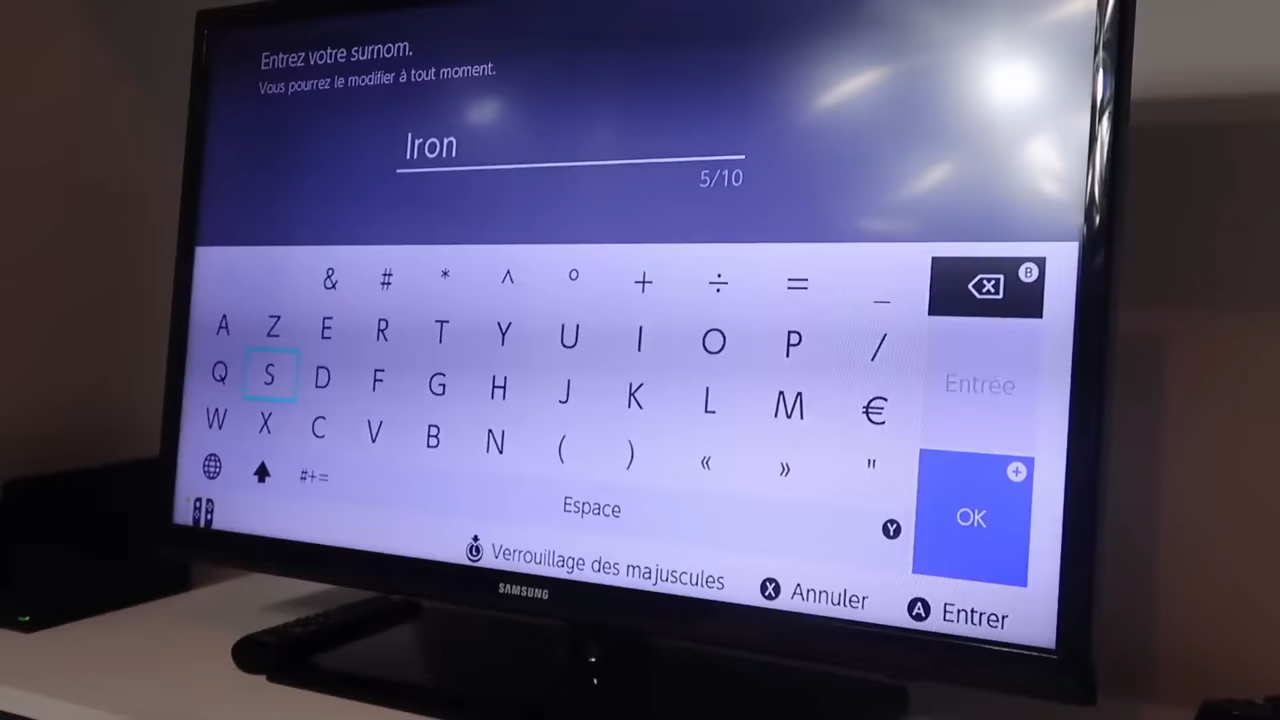 Entrez votre surnom.
Vous pourrez le modifier à tout moment.
Iron
5/10
& # * ^ ° + ÷ = _ B
A Z E R T Y U I O P /
Q S D F G H J K L M € Entrée
W X C V B N ( ) « » "
#+= Espace Y + OK
L Verrouillage des majuscules X Annuler A Entrer
SAMSUNG